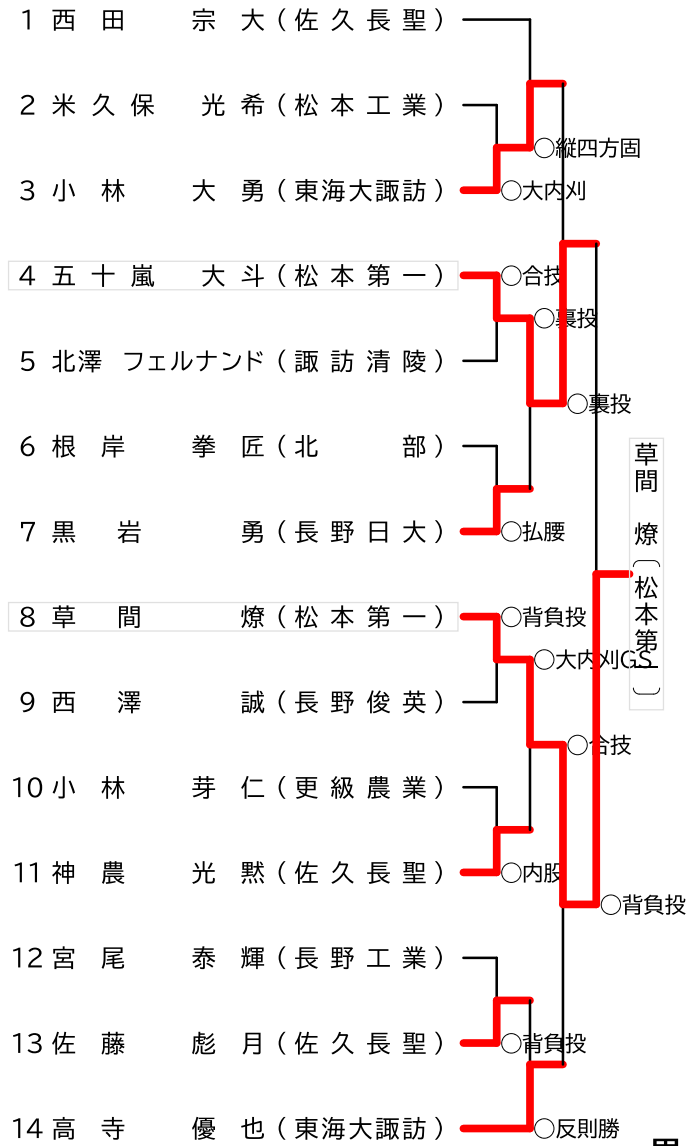 1 西田 宗大(佐久長聖)
2 米久保 光希(松本工業)
○縦四方固
3 小林 大勇(東海大諏訪)
○大内刈
4 五十嵐 大斗(松本第一)
○合技
○裏投
5 北澤 フェルナンド(諏訪清陵)
○裏投
6 根岸 拳匠(北部)
7 黒岩 勇(長野日大)
○払腰
草間 燎(松本第一)
8 草間 燎(松本第一)
○背負投
○大内刈GS
9 西澤 誠(長野俊英)
○合技
10 小林 芽仁(更級農業)
11 神農 光黙(佐久長聖)
○内股
○背負投
12 宮尾 泰輝(長野工業)
13 佐藤 彪月(佐久長聖)
○背負投
14 高寺 優也(東海大諏訪)
○反則勝